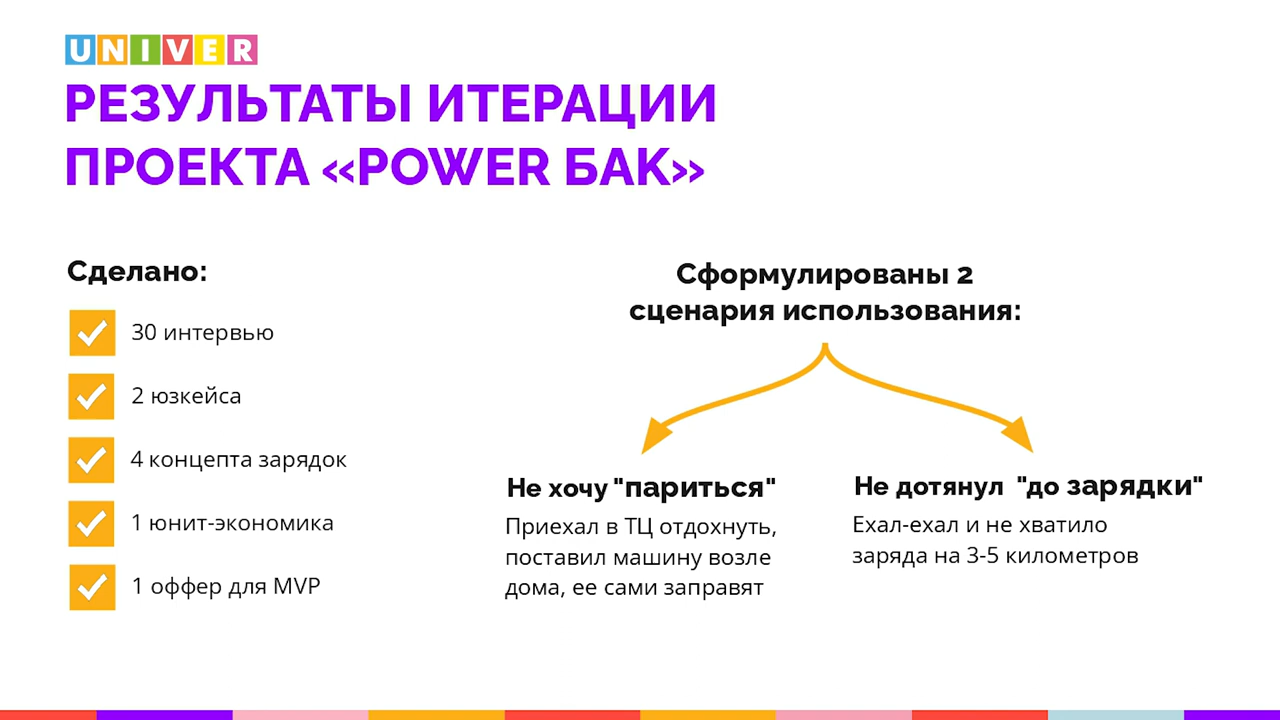 UNIVER
РЕЗУЛЬТАТЫ ИТЕРАЦИИ
ПРОЕКТА «POWER БАК»
Сделано:
30 интервью
2 юзкейса
4 концепта зарядок
1 юнит-экономика
1 оффер для MVP
Сформулированы 2
сценария использования:
Не хочу "париться"
Приехал в ТЦ отдохнуть,
поставил машину возле
дома, ее сами заправят
Не дотянул "до зарядки"
Ехал-ехал и не хватило
заряда на 3-5 километров